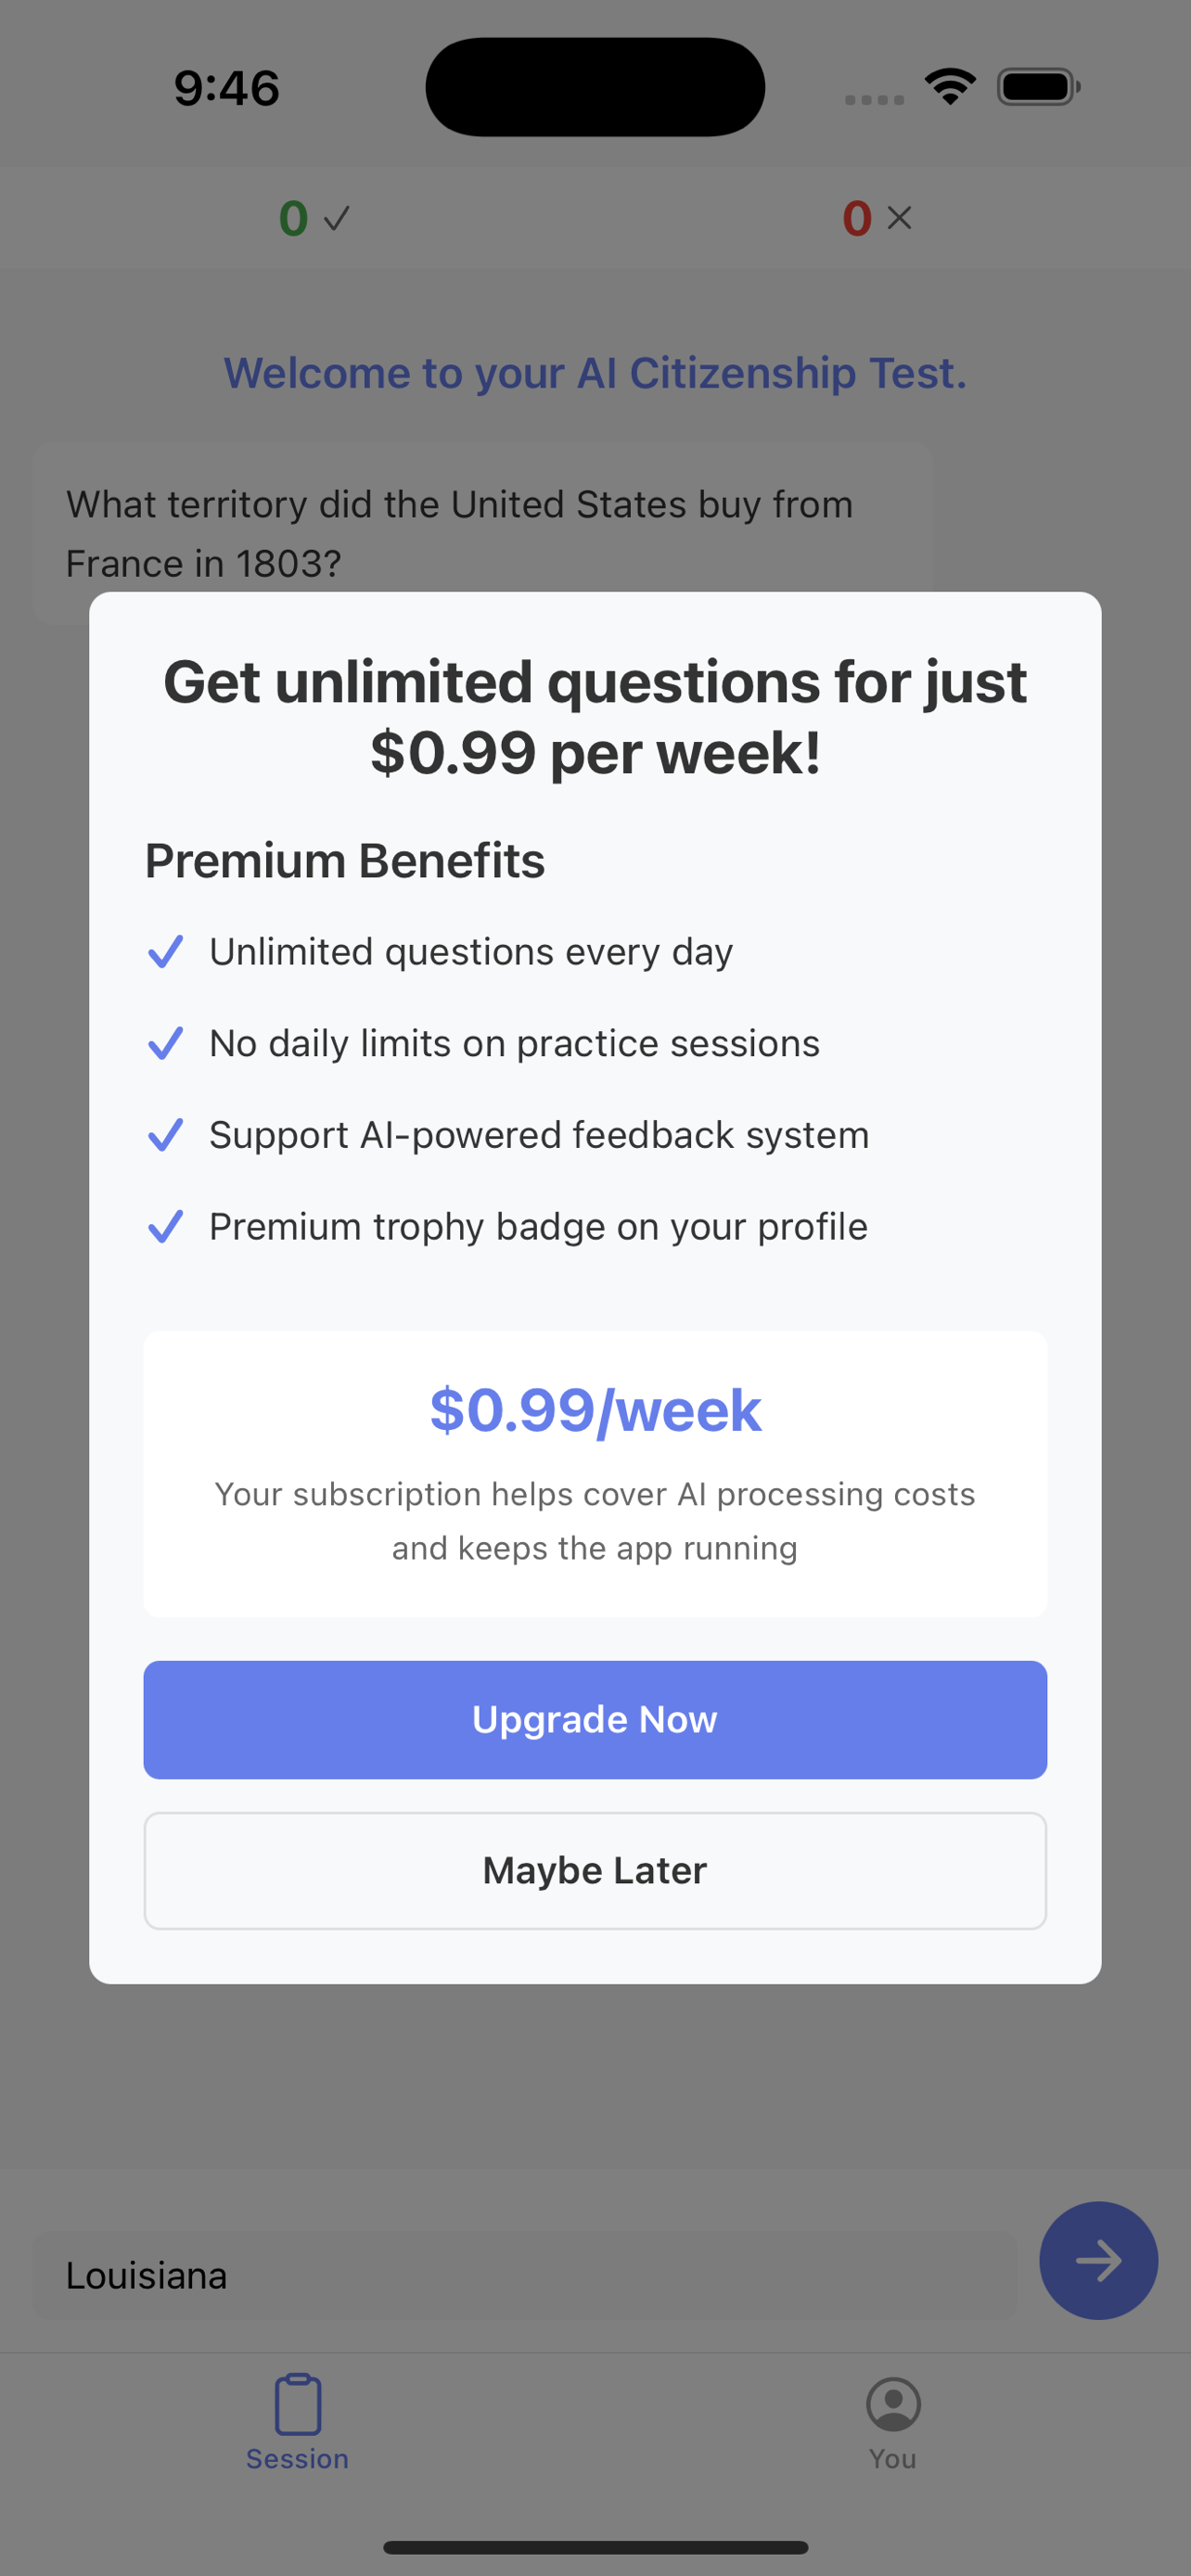 9:46
0
0
Welcome to your AI Citizenship Test.
What territory did the United States buy from
France in 1803?
Get unlimited questions for just
$0.99 per week!
Premium Benefits
Unlimited questions every day
No daily limits on practice sessions
Support AI-powered feedback system
Premium trophy badge on your profile
$0.99/week
Your subscription helps cover AI processing costs
and keeps the app running
Upgrade Now
Maybe Later
Louisiana
Session
You